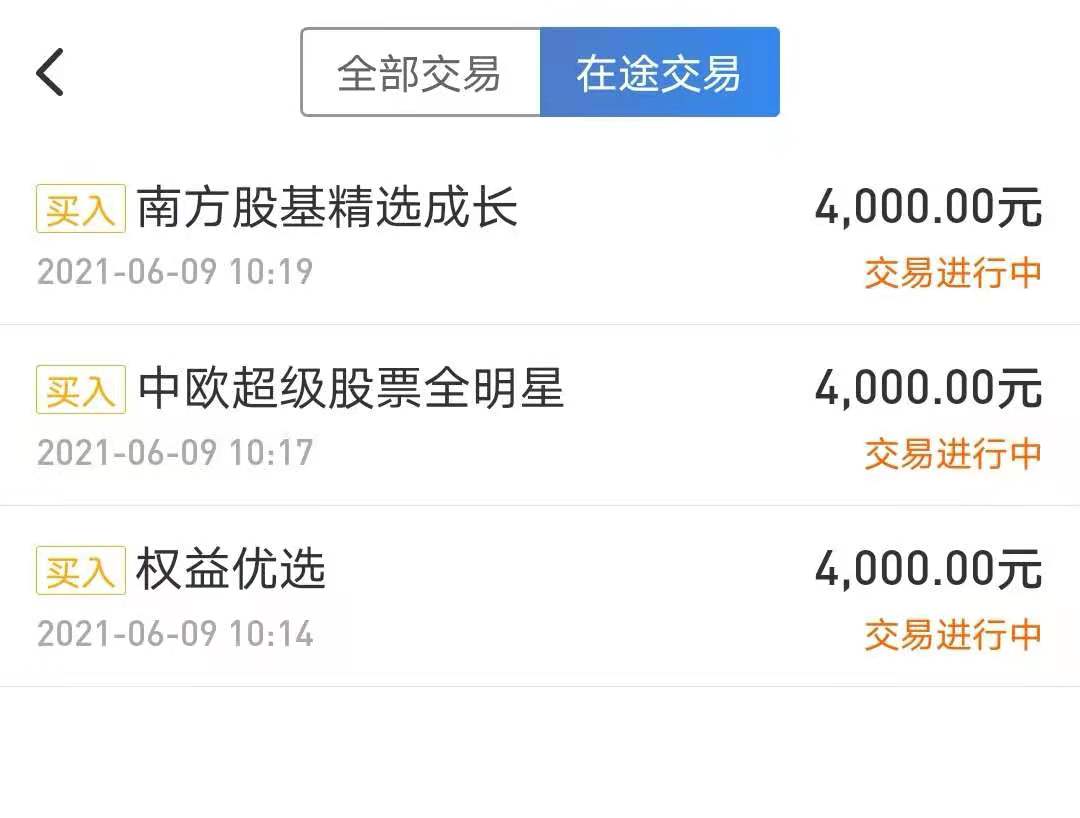 全部交易 在途交易
买入 南方股基精选成长 4,000.00元
2021-06-09 10:19 交易进行中
买入 中欧超级股票全明星 4,000.00元
2021-06-09 10:17 交易进行中
买入 权益优选 4,000.00元
2021-06-09 10:14 交易进行中